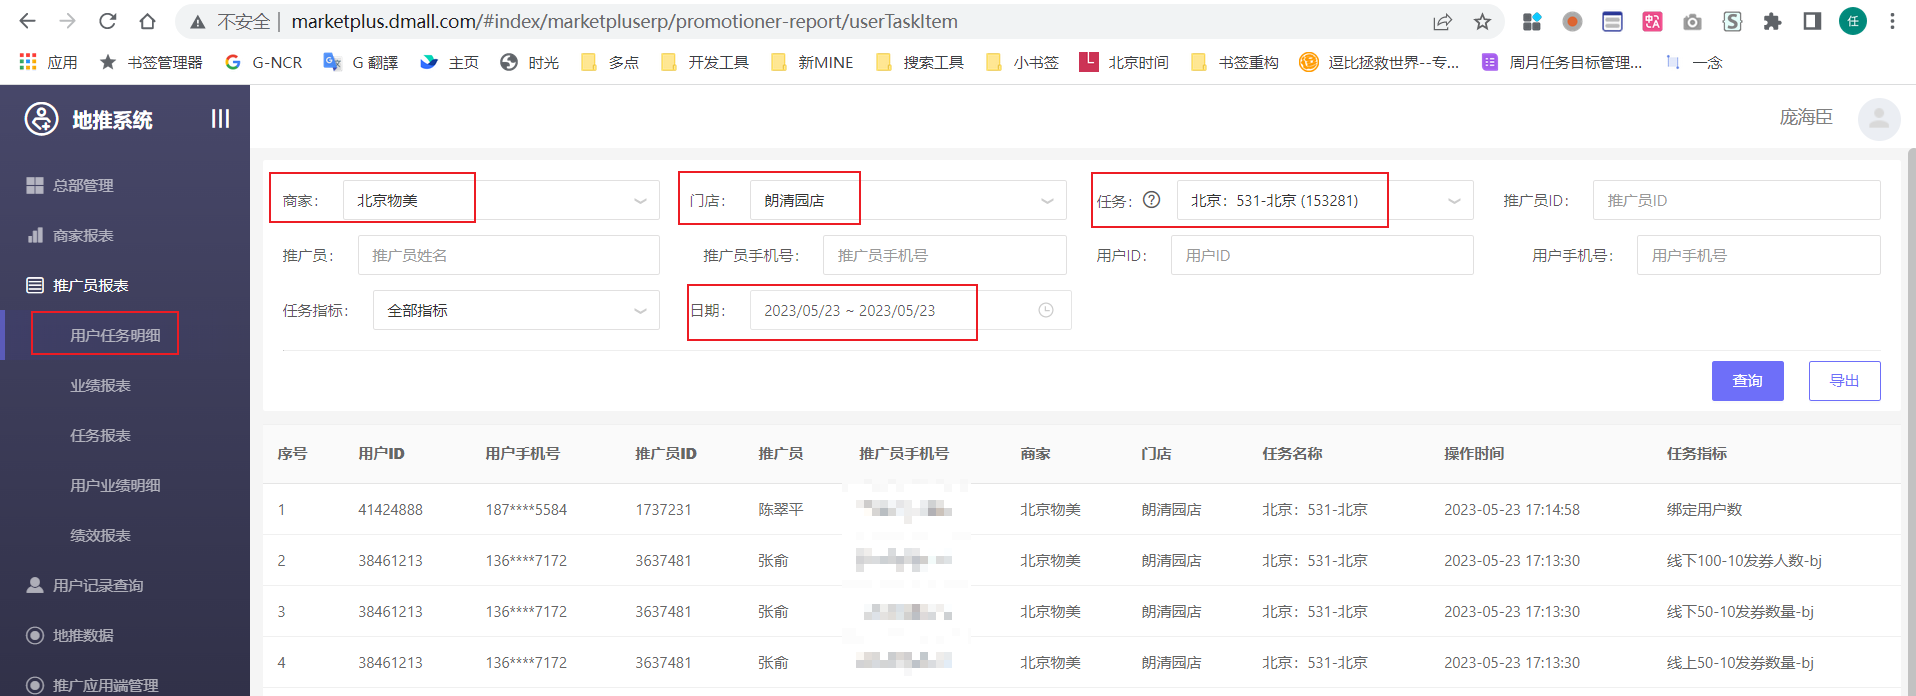 不安全 | marketplus.dmall.com/#index/marketpluserp/promotioner-report/userTaskItem
应用 书签管理器 G-NCR G 翻譯 主页 时光 多点 开发工具 新MINE 搜索工具 小书签 北京时间 书签重构 逗比拯救世界--专... 周月任务目标管理... 一念
任
地推系统
庞海臣
总部管理
商家报表
推广员报表
用户任务明细
业绩报表
任务报表
用户业绩明细
绩效报表
用户记录查询
地推数据
推广应用端管理
商家： 北京物美 门店： 朗清园店 任务： 北京：531-北京 (153281) 推广员ID： 推广员ID
推广员： 推广员姓名 推广员手机号： 推广员手机号 用户ID： 用户ID 用户手机号： 用户手机号
任务指标： 全部指标 日期： 2023/05/23 ~ 2023/05/23
查询 导出
序号 用户ID 用户手机号 推广员ID 推广员 推广员手机号 商家 门店 任务名称 操作时间 任务指标
1 41424888 187****5584 1737231 陈翠平 北京物美 朗清园店 北京：531-北京 2023-05-23 17:14:58 绑定用户数
2 38461213 136****7172 3637481 张俞 北京物美 朗清园店 北京：531-北京 2023-05-23 17:13:30 线下100-10发券人数-bj
3 38461213 136****7172 3637481 张俞 北京物美 朗清园店 北京：531-北京 2023-05-23 17:13:30 线下50-10发券数量-bj
4 38461213 136****7172 3637481 张俞 北京物美 朗清园店 北京：531-北京 2023-05-23 17:13:30 线上50-10发券数量-bj